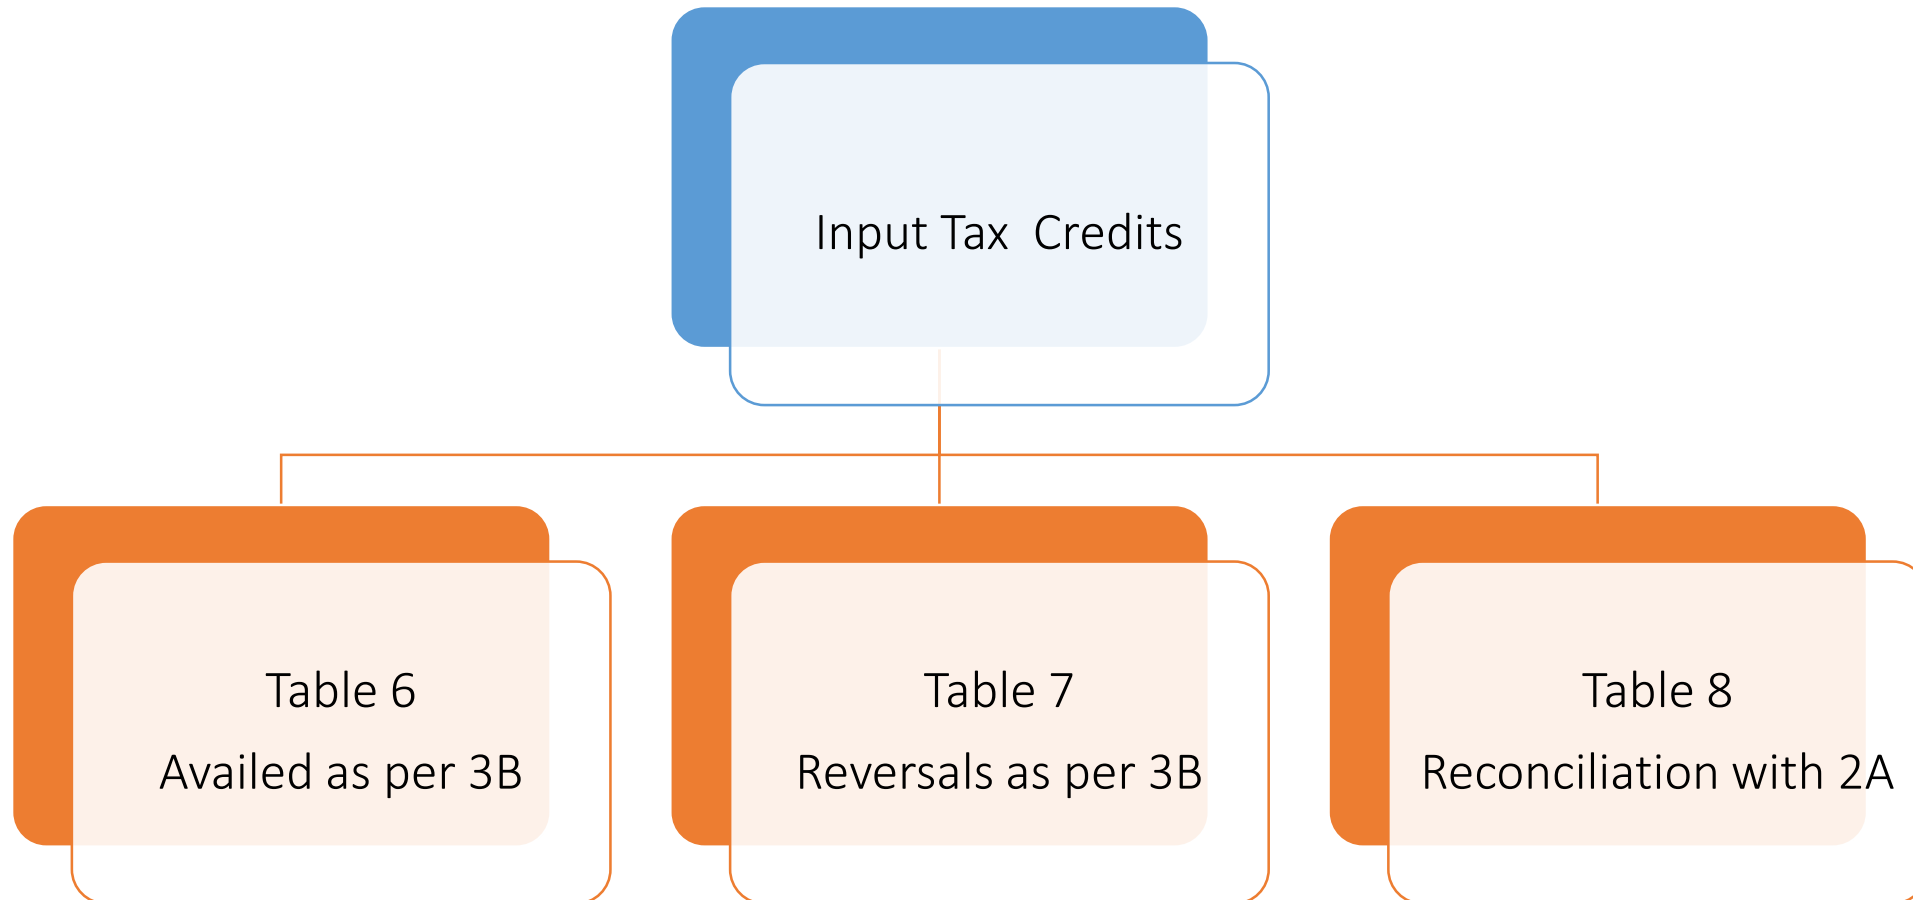 Input Tax  Credits
Table 6
Availed as per 3B
Table 7
Reversals as per 3B
Table 8
Reconciliation with 2A